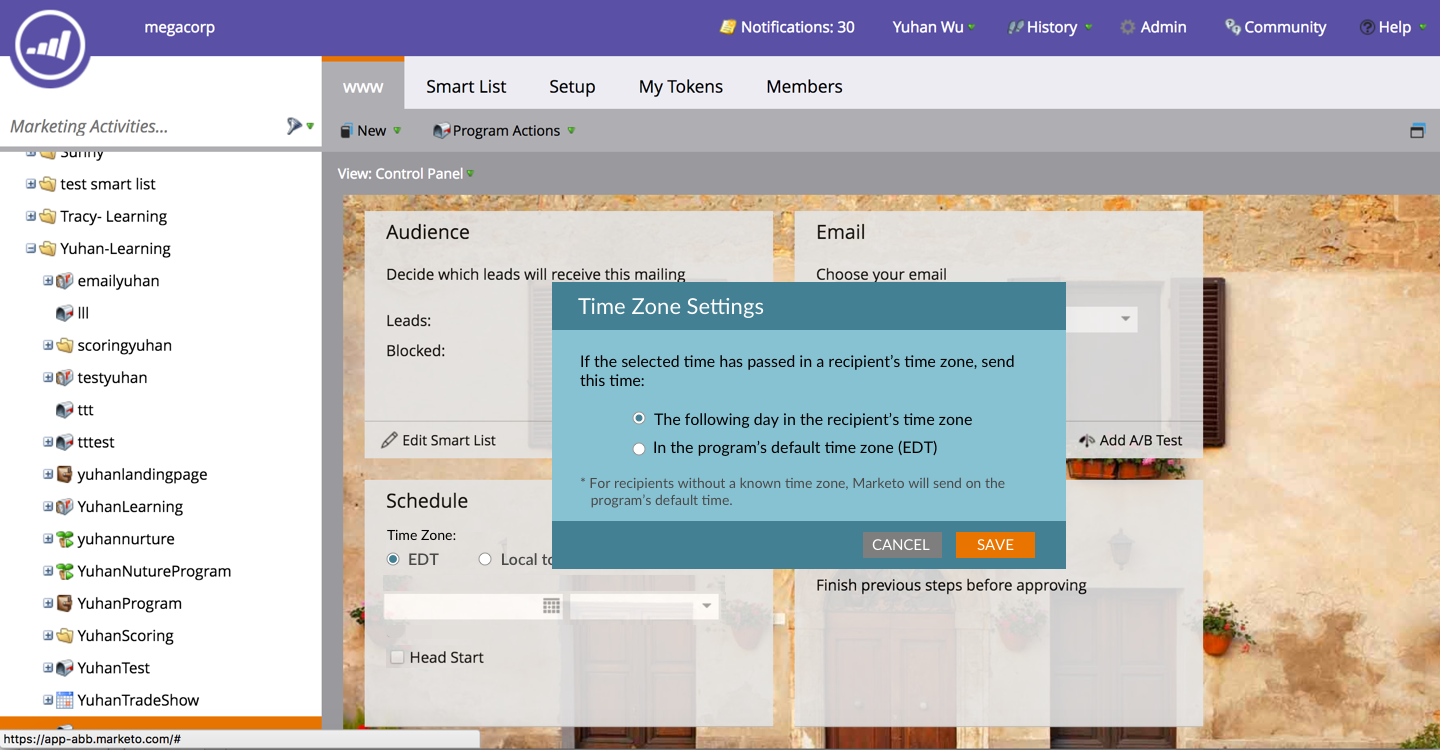 megacorp
Notifications: 30
Yuhan Wu
History
Admin
Community
Help
Marketing Activities...
www
Smart List
Setup
My Tokens
Members
New
Program Actions
View: Control Panel
Sunny
test smart list
Tracy- Learning
Yuhan-Learning
emailyuhan
lll
scoringyuhan
testyuhan
ttt
tttest
yuhanlandingpage
YuhanLearning
yuhannurture
YuhanNutureProgram
YuhanProgram
YuhanScoring
YuhanTest
YuhanTradeShow
https://app-abb.marketo.com/#
Audience
Decide which leads will receive this mailing
Leads:
Blocked:
Edit Smart List
Email
Choose your email
Add A/B Test
Time Zone Settings
If the selected time has passed in a recipient's time zone, send
this time:
The following day in the recipient's time zone
In the program's default time zone (EDT)
* For recipients without a known time zone, Marketo will send on the
program's default time.
CANCEL
SAVE
Schedule
Time Zone:
EDT
Local to
Head Start
Finish previous steps before approving